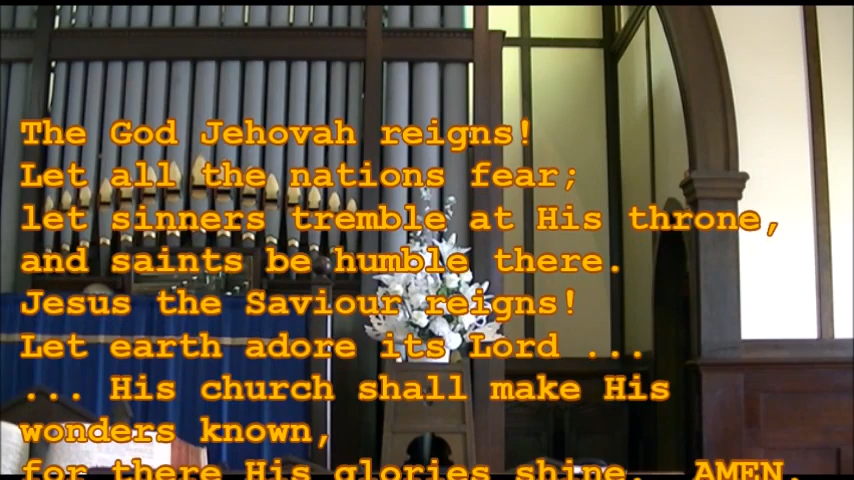 The God Jehovah reigns!
Let all the nations fear;
let sinners tremble at His throne,
and saints be humble there.
Jesus the Saviour reigns!
Let earth adore its Lord ...
... His church shall make His
wonders known,
for there His glories shine.  AMEN.